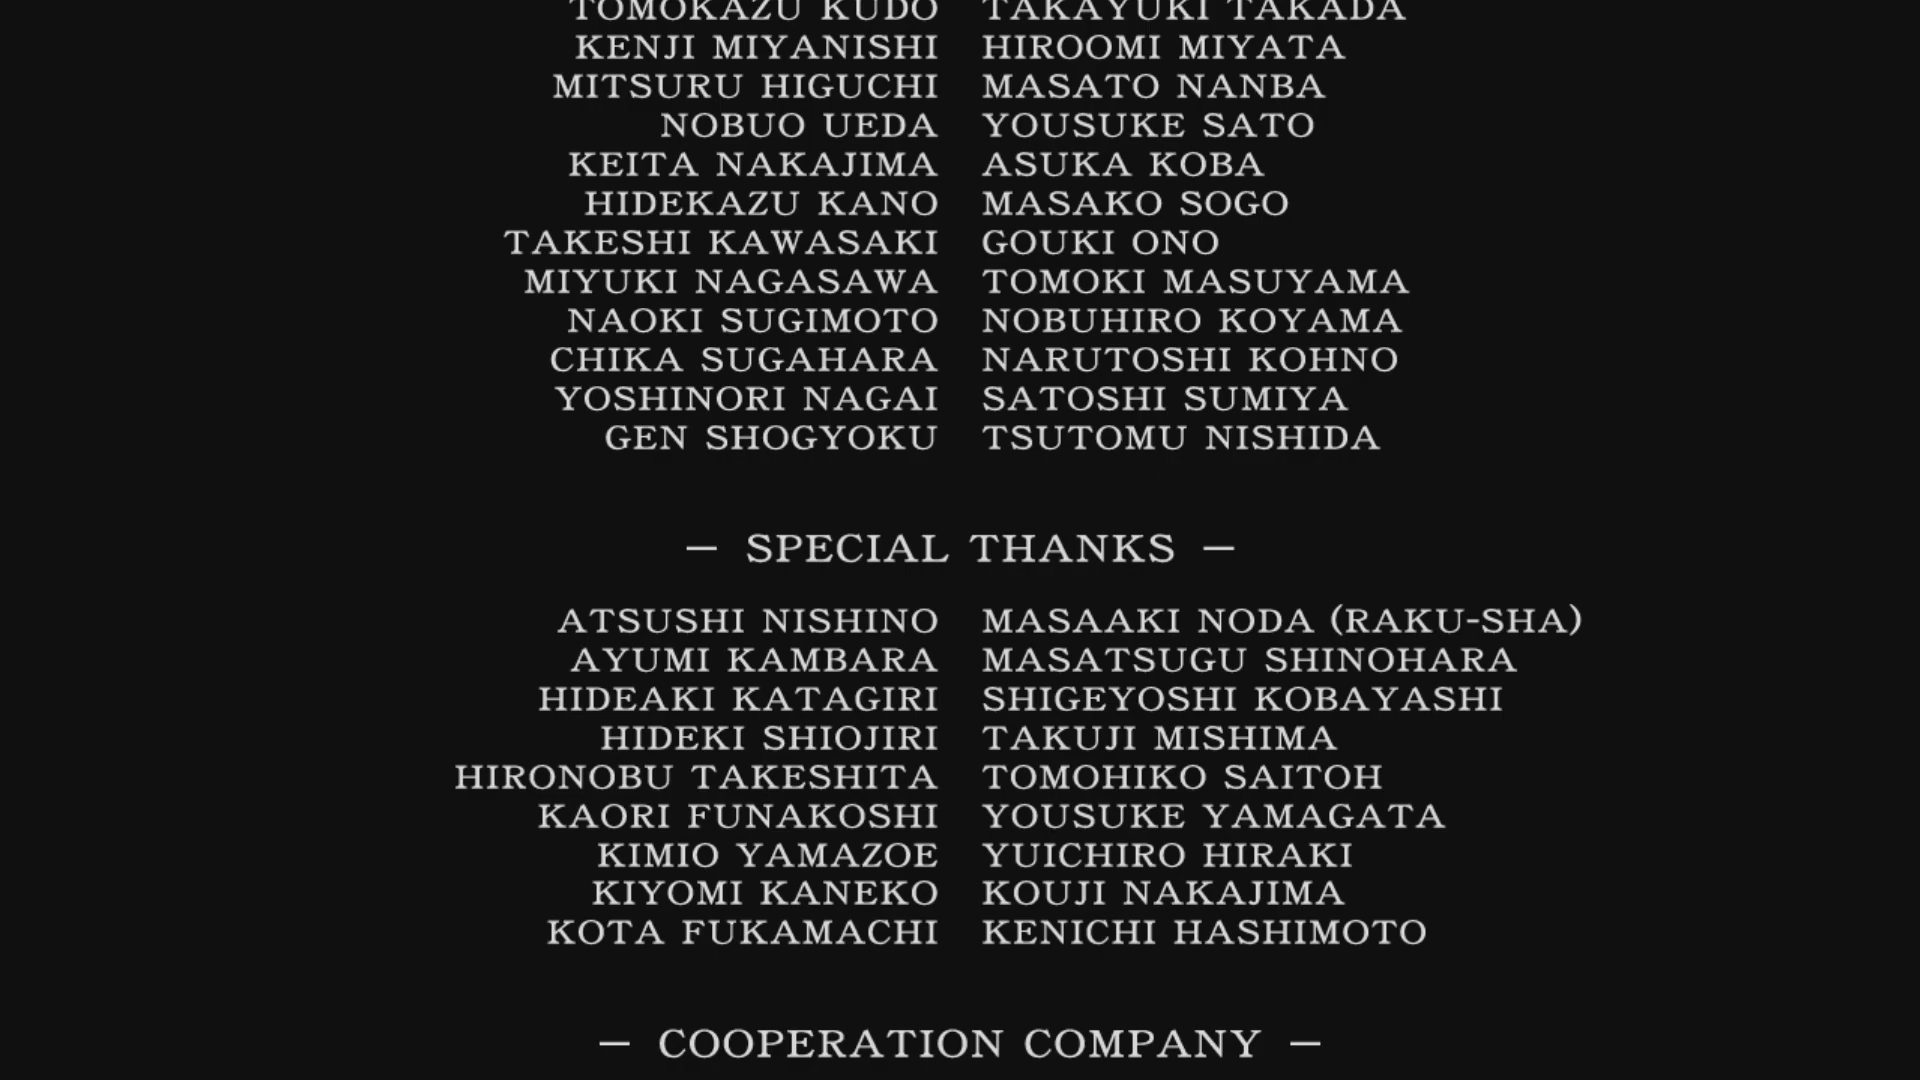 TOMOKAZU KUDO TAKAYUKI TAKADA
KENJI MIYANISHI HIROOMI MIYATA
MITSURU HIGUCHI MASATO NANBA
NOBUO UEDA YOUSUKE SATO
KEITA NAKAJIMA ASUKA KOBA
HIDEKAZU KANO MASAKO SOGO
TAKESHI KAWASAKI GOUKI ONO
MIYUKI NAGASAWA TOMOKI MASUYAMA
NAOKI SUGIMOTO NOBUHIRO KOYAMA
CHIKA SUGAHARA NARUTOSHI KOHNO
YOSHINORI NAGAI SATOSHI SUMIYA
GEN SHOGYOKU TSUTOMU NISHIDA
— SPECIAL THANKS —
ATSUSHI NISHINO MASAAKI NODA (RAKU-SHA)
AYUMI KAMBARA MASATSUGU SHINOHARA
HIDEAKI KATAGIRI SHIGEYOSHI KOBAYASHI
HIDEKI SHIOJIRI TAKUJI MISHIMA
HIRONOBU TAKESHITA TOMOHIKO SAITOH
KAORI FUNAKOSHI YOUSUKE YAMAGATA
KIMIO YAMAZOE YUICHIRO HIRAKI
KIYOMI KANEKO KOUJI NAKAJIMA
KOTA FUKAMACHI KENICHI HASHIMOTO
— COOPERATION COMPANY —